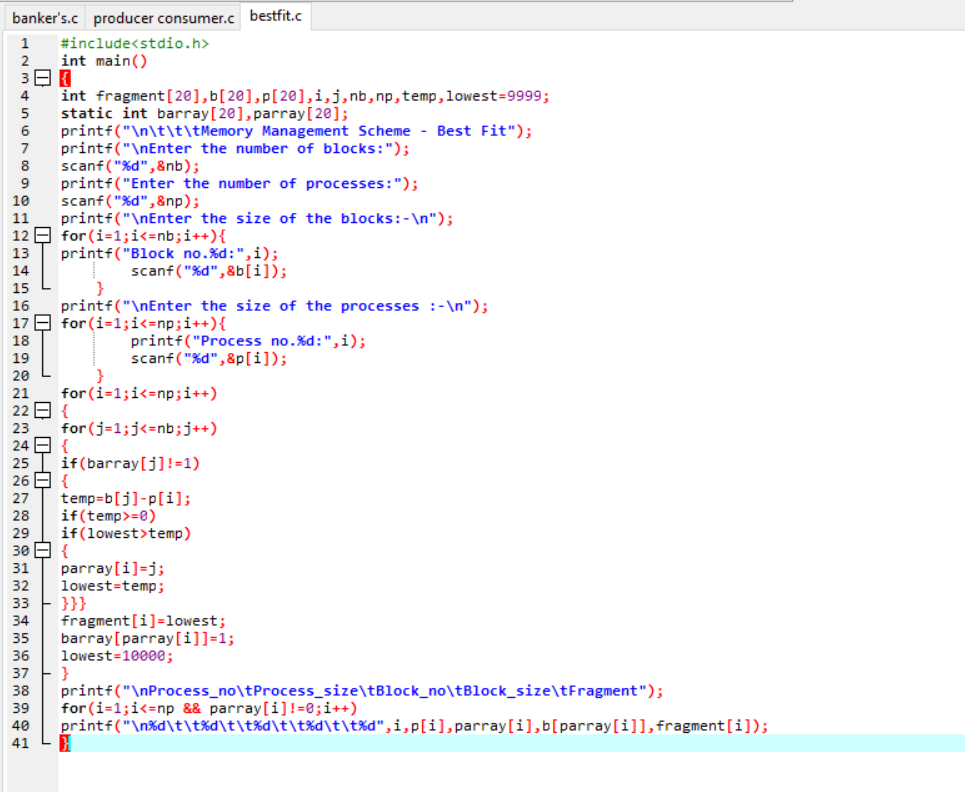 banker's.c producer consumer.c bestfit.c
1 #include<stdio.h>
2 int main()
3 {
4 int fragment[20],b[20],p[20],i,j,nb,np,temp,lowest=9999;
5 static int barray[20],parray[20];
6 printf("\n\t\t\tMemory Management Scheme - Best Fit");
7 printf("\nEnter the number of blocks:");
8 scanf("%d",&nb);
9 printf("Enter the number of processes:");
10 scanf("%d",&np);
11 printf("\nEnter the size of the blocks:-\n");
12 for(i=1;i<=nb;i++){
13 printf("Block no.%d:",i);
14 scanf("%d",&b[i]);
15 }
16 printf("\nEnter the size of the processes :-\n");
17 for(i=1;i<=np;i++){
18 printf("Process no.%d:",i);
19 scanf("%d",&p[i]);
20 }
21 for(i=1;i<=np;i++)
22 {
23 for(j=1;j<=nb;j++)
24 {
25 if(barray[j]!=1)
26 {
27 temp=b[j]-p[i];
28 if(temp>=0)
29 if(lowest>temp)
30 {
31 parray[i]=j;
32 lowest=temp;
33 }}}
34 fragment[i]=lowest;
35 barray[parray[i]]=1;
36 lowest=10000;
37 }
38 printf("\nProcess_no\tProcess_size\tBlock_no\tBlock_size\tFragment");
39 for(i=1;i<=np && parray[i]!=0;i++)
40 printf("\n%d\t\t%d\t\t%d\t\t%d\t\t%d",i,p[i],parray[i],b[parray[i]],fragment[i]);
41 }